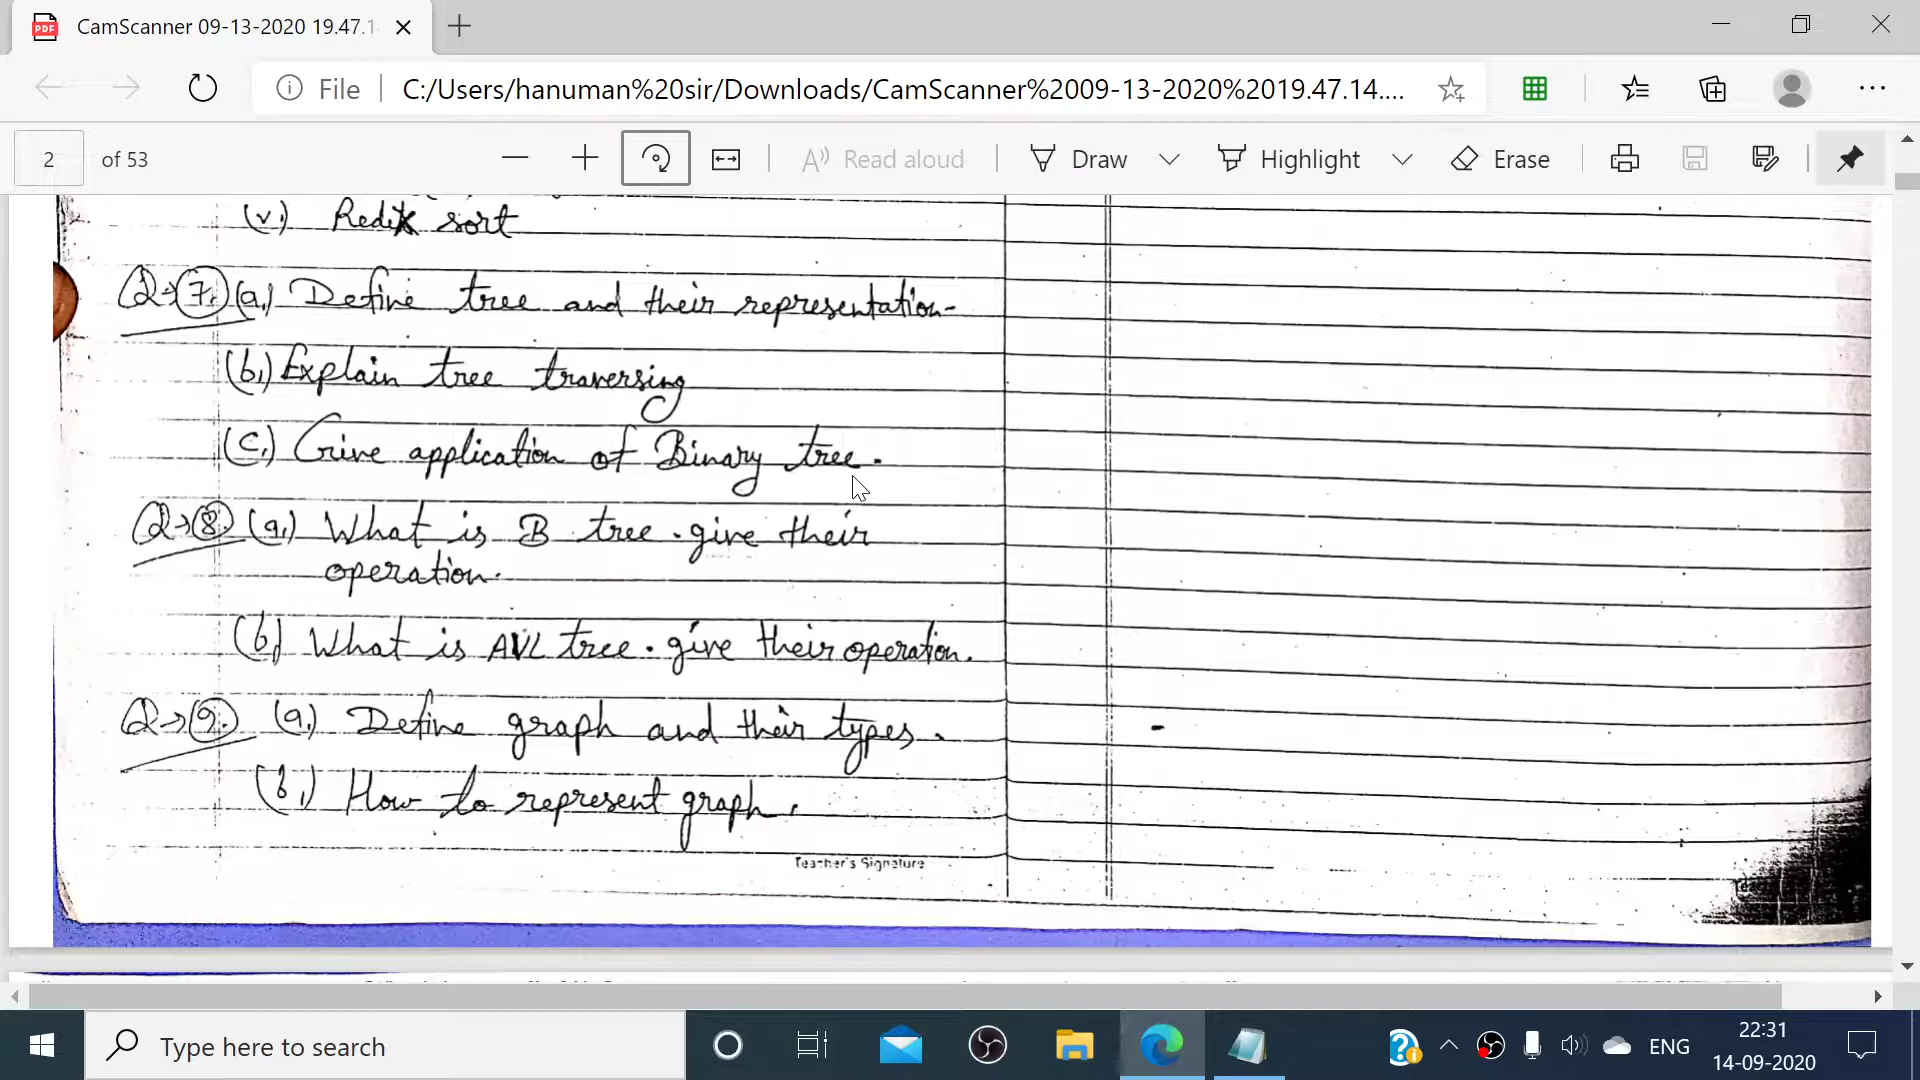 CamScanner 09-13-2020 19.47.1
File C:/Users/hanuman%20sir/Downloads/CamScanner%2009-13-2020%2019.47.14....
2 of 53 Read aloud Draw Highlight Erase
(v.) Redix sort
Q→7. (a.) Define tree and their representation-
(b.) Explain tree traversing
(c.) Give application of Binary tree.
Q→8. (a.) What is B tree. give their
operation.
(b.) What is AVL tree. give their operation.
Q→9. (a.) Define graph and their types.
(b.) How to represent graph.
Teacher's Signature
Type here to search
ENG
22:31
14-09-2020